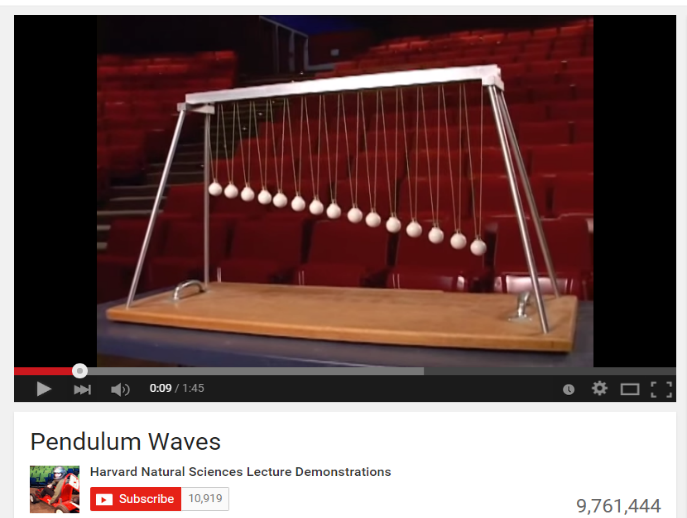 0:09 / 1:45
Pendulum Waves
Harvard Natural Sciences Lecture Demonstrations
Subscribe 10,919
9,761,444